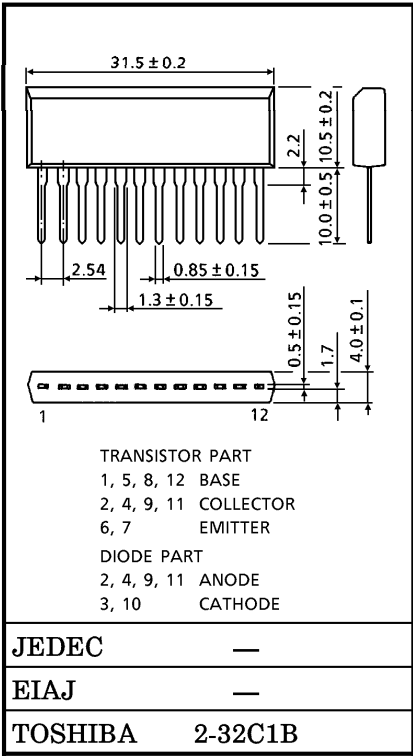 31.5 ± 0.2
2.2
10.5 ± 0.2
10.0 ± 0.5
2.54
0.85 ± 0.15
1.3 ± 0.15
0.5 ± 0.15
1.7
4.0 ± 0.1
1
12
TRANSISTOR PART
1, 5, 8, 12 BASE
2, 4, 9, 11 COLLECTOR
6, 7 EMITTER
DIODE PART
2, 4, 9, 11 ANODE
3, 10 CATHODE
JEDEC —
EIAJ —
TOSHIBA 2-32C1B